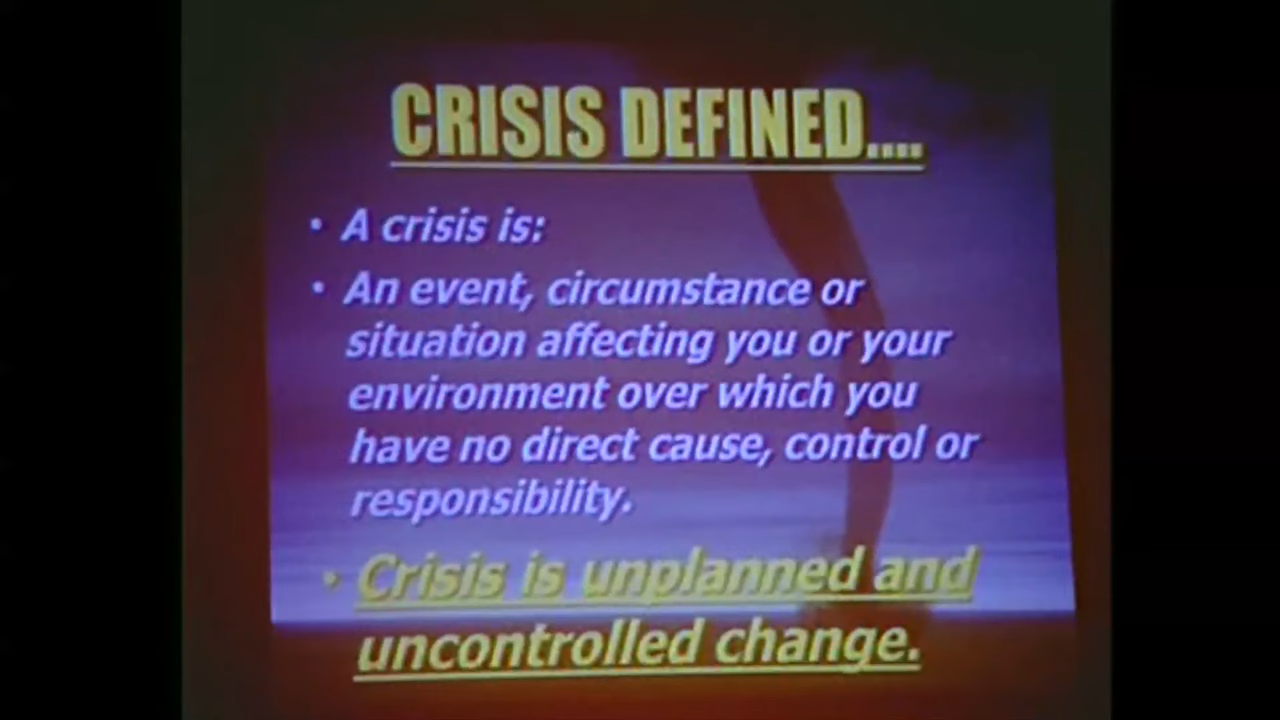 CRISIS DEFINED....
• A crisis is:
• An event, circumstance or
situation affecting you or your
environment over which you
have no direct cause, control or
responsibility.
• Crisis is unplanned and
uncontrolled change.